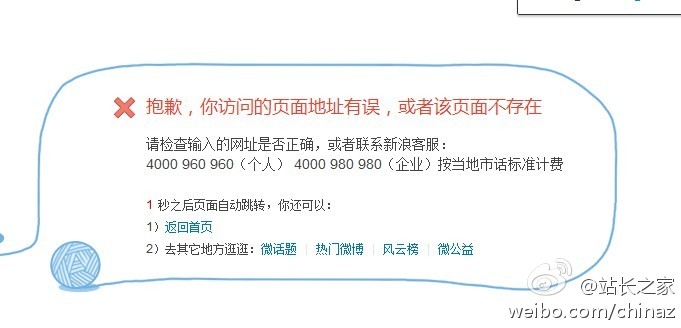 抱歉，你访问的页面地址有误，或者该页面不存在
请检查输入的网址是否正确，或者联系新浪客服：
4000 960 960（个人） 4000 980 980（企业）按当地市话标准计费
1 秒之后页面自动跳转，你还可以：
1）返回首页
2）去其它地方逛逛：微话题 | 热门微博 | 风云榜 | 微公益
@站长之家
weibo.com/chinaz